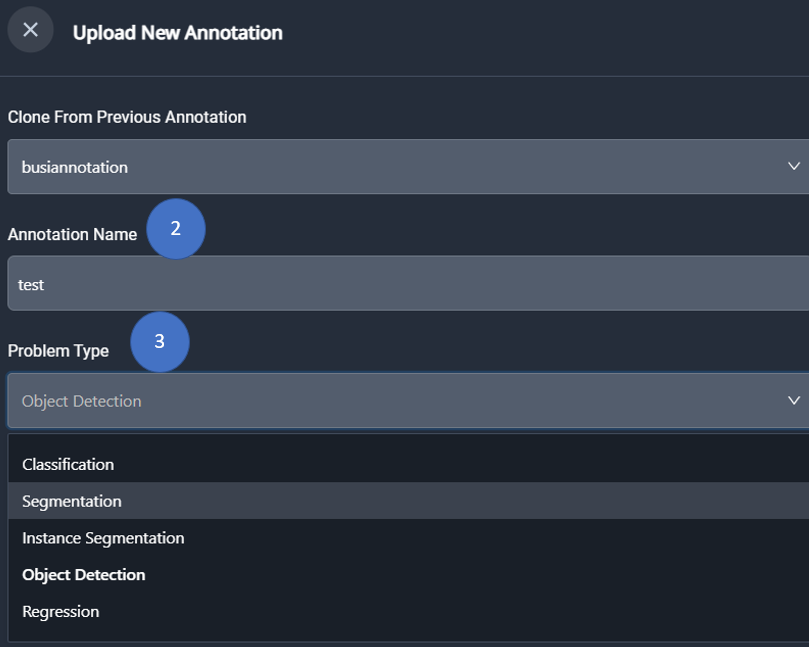 Upload New Annotation
Clone From Previous Annotation
busiannotation
Annotation Name 2
test
Problem Type 3
Object Detection
Classification
Segmentation
Instance Segmentation
Object Detection
Regression